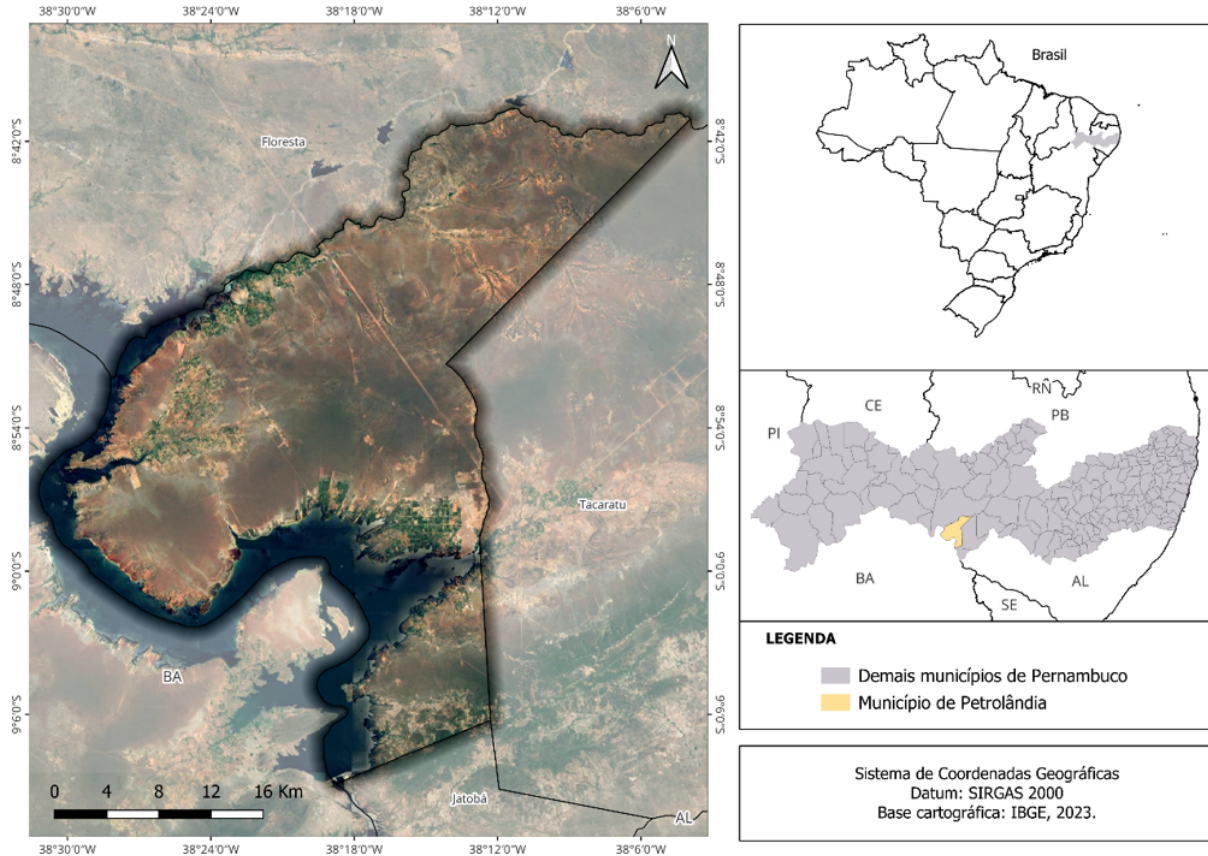 38°30'0"W 38°24'0"W 38°18'0"W 38°12'0"W 38°6'0"W
N
Floresta
8°42'0"S 8°42'0"S
8°48'0"S 8°48'0"S
8°54'0"S 8°54'0"S
Tacaratu
9°0'0"S 9°0'0"S
BA
9°6'0"S 9°6'0"S
0 4 8 12 16 Km
Jatobá
AL
38°30'0"W 38°24'0"W 38°18'0"W 38°12'0"W 38°6'0"W
Brasil
RN
CE
PB
PI
BA
AL
SE
LEGENDA
Demais municípios de Pernambuco
Município de Petrolândia
Sistema de Coordenadas Geográficas
Datum: SIRGAS 2000
Base cartográfica: IBGE, 2023.